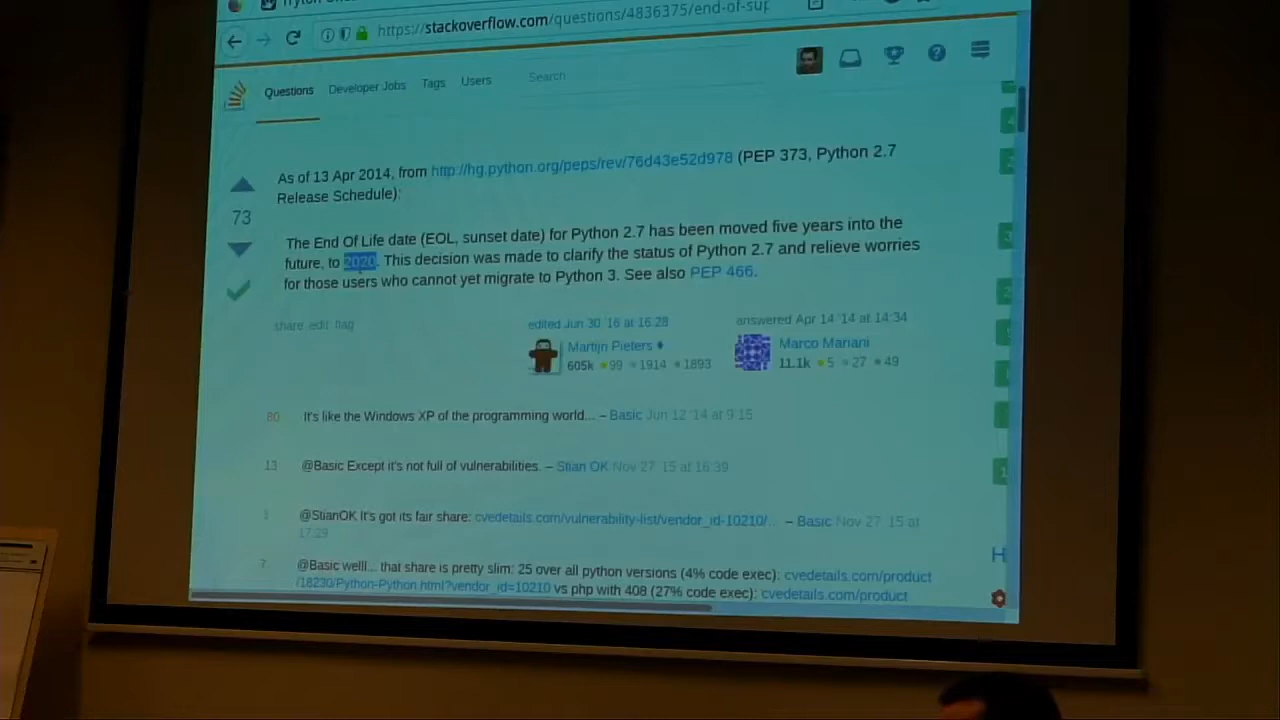 https://stackoverflow.com/questions/4836375/end-of-sup
Questions Developer Jobs Tags Users Search
As of 13 Apr 2014, from http://hg.python.org/peps/rev/76d43e52d978 (PEP 373, Python 2.7
Release Schedule):
73
The End Of Life date (EOL, sunset date) for Python 2.7 has been moved five years into the
future, to 2020. This decision was made to clarify the status of Python 2.7 and relieve worries
for those users who cannot yet migrate to Python 3. See also PEP 466.
share edit flag
edited Jun 30 '16 at 16:28
answered Apr 14 '14 at 14:34
Martijn Pieters ♦
Marco Mariani
605k 99 1914 1893
11.1k 5 27 49
80 It's like the Windows XP of the programming world... – Basic Jun 12 '14 at 9:15
13 @Basic Except it's not full of vulnerabilities. – Stian OK Nov 27 '15 at 16:39
1 @StianOK It's got its fair share: cvedetails.com/vulnerability-list/vendor_id-10210/... – Basic Nov 27 '15 at
17:29
7 @Basic welll... that share is pretty slim: 25 over all python versions (4% code exec): cvedetails.com/product
/18230/Python-Python.html?vendor_id=10210 vs php with 408 (27% code exec): cvedetails.com/product
H